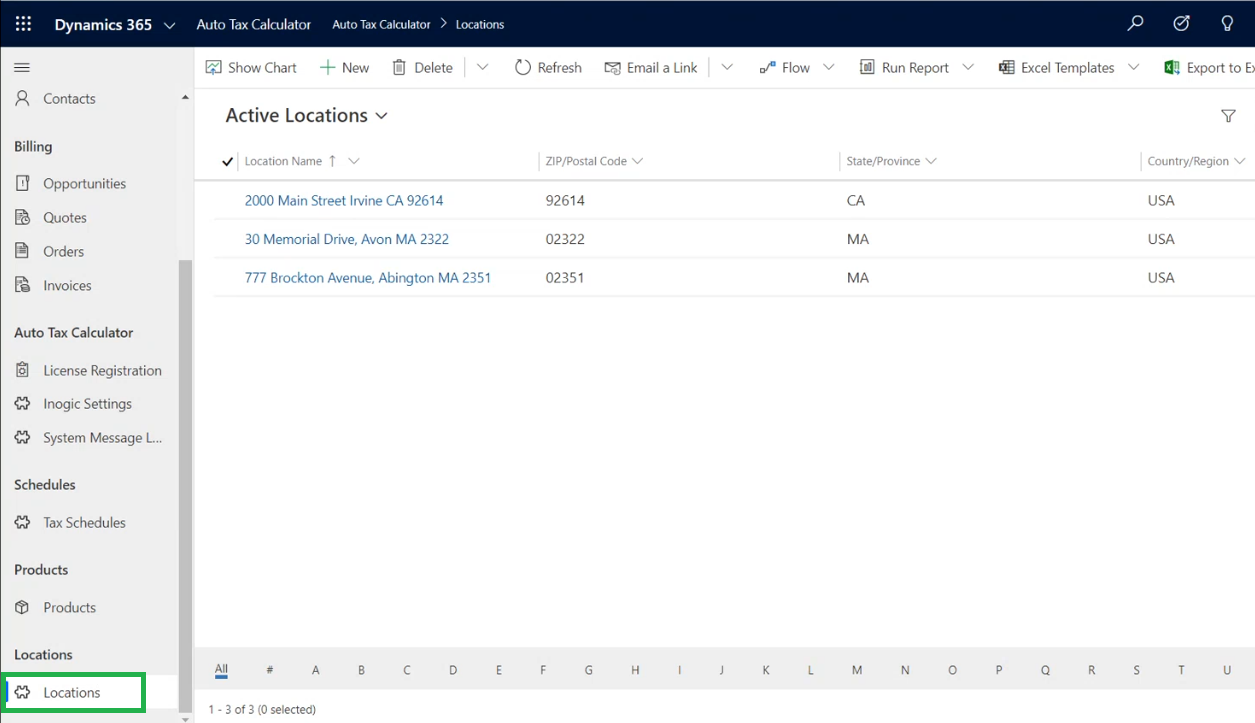 Dynamics 365 Auto Tax Calculator Auto Tax Calculator Locations
Show Chart New Delete Refresh Email a Link Flow Run Report Excel Templates Export to Ex
Contacts
Billing
Opportunities
Quotes
Orders
Invoices
Auto Tax Calculator
License Registration
Inogic Settings
System Message L...
Schedules
Tax Schedules
Products
Products
Locations
Locations
Active Locations
Location Name ZIP/Postal Code State/Province Country/Region
2000 Main Street Irvine CA 92614 92614 CA USA
30 Memorial Drive, Avon MA 2322 02322 MA USA
777 Brockton Avenue, Abington MA 2351 02351 MA USA
All # A B C D E F G H I J K L M N O P Q R S T U
1 - 3 of 3 (0 selected)